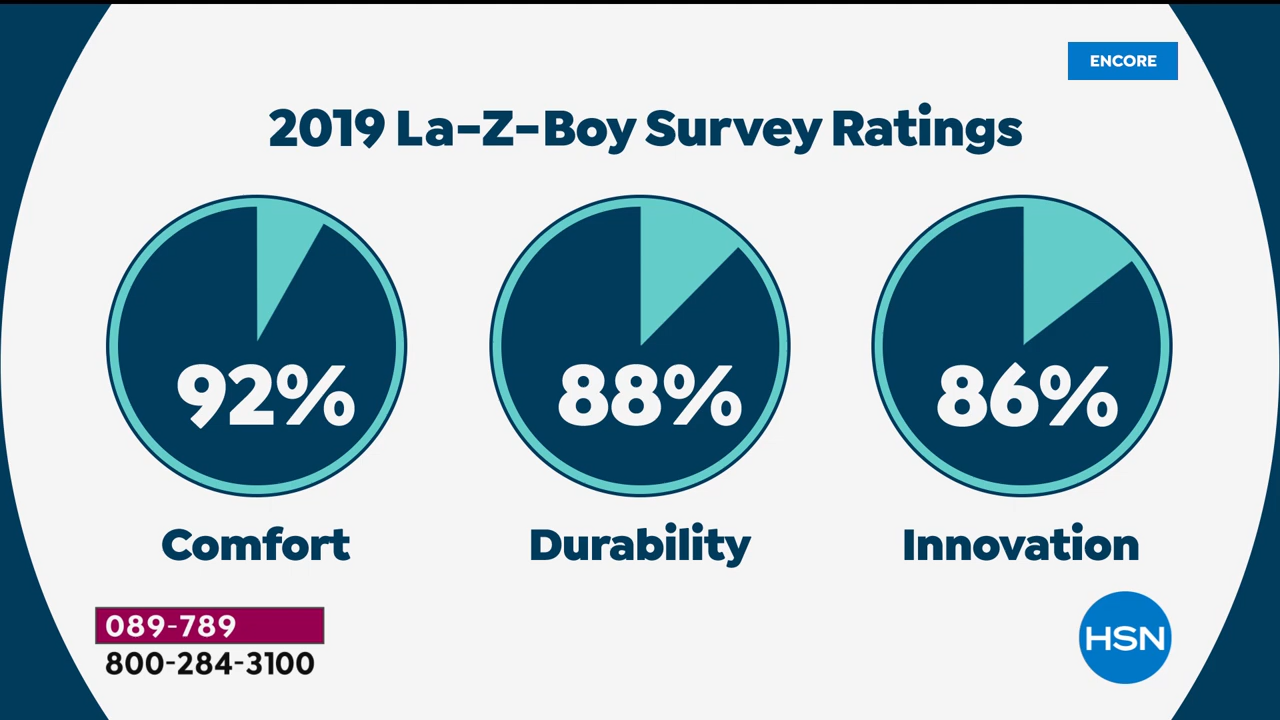 ENCORE
2019 La-Z-Boy Survey Ratings
92%
88%
86%
Comfort
Durability
Innovation
089-789
800-284-3100
HSN